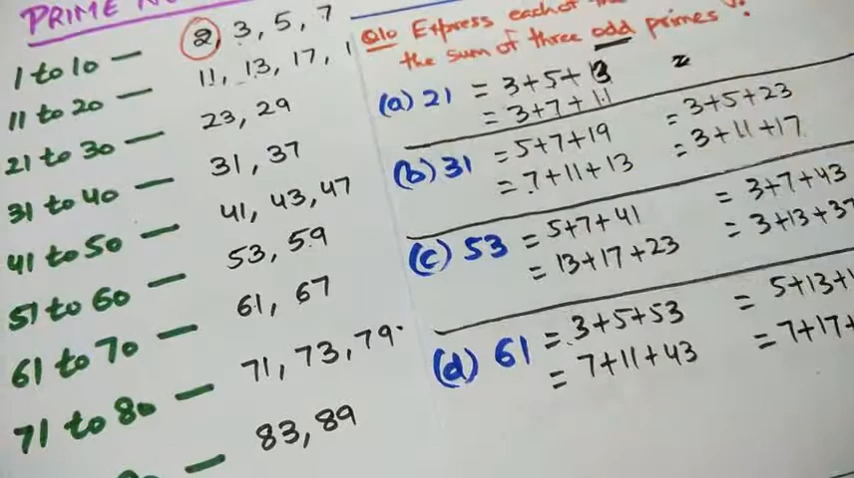 PRIME
1 to 10 — 2, 3, 5, 7
11 to 20 — 11, 13, 17, 1
21 to 30 — 23, 29
31 to 40 — 31, 37
41 to 50 — 41, 43, 47
51 to 60 — 53, 59
61 to 70 — 61, 67
71 to 80 — 71, 73, 79.
— 83, 89
Q10 Express each of
the sum of three odd primes
(a) 21 = 3+5+13
= 3+7+11
(b) 31 = 5+7+19 = 3+5+23
= 7+11+13 = 3+11+17
(c) 53 = 5+7+41 = 3+7+43
= 13+17+23 = 3+13+37
(d) 61 = 3+5+53 = 5+13+
= 7+11+43 = 7+17+